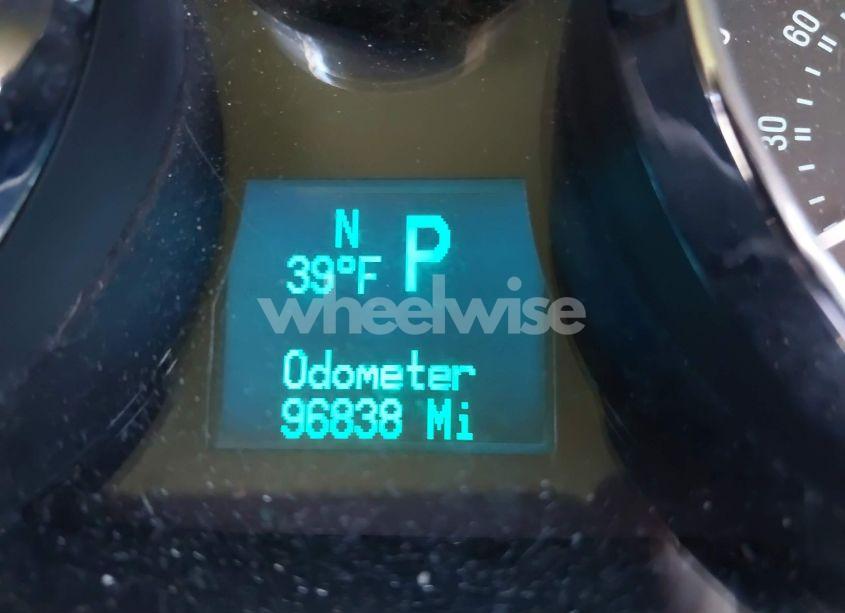 60
30
N P
39°F
wheelwise
Odometer
96838 Mi